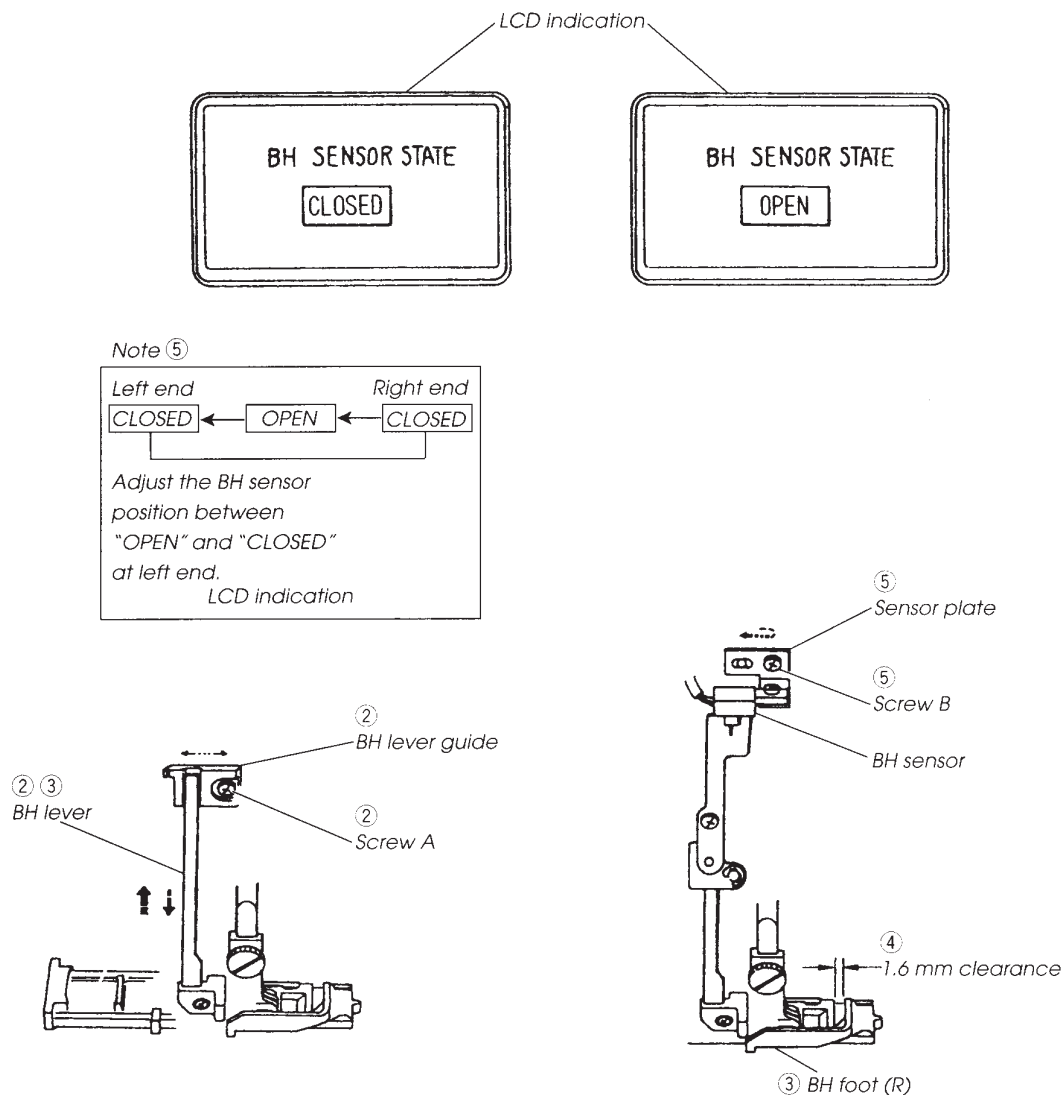 LCD indication
BH SENSOR STATE
CLOSED
BH SENSOR STATE
OPEN
Note ⑤
Left end Right end
CLOSED OPEN CLOSED
Adjust the BH sensor
position between
"OPEN" and "CLOSED"
at left end.
LCD indication
②
BH lever guide
② ③
BH lever
②
Screw A
⑤
Sensor plate
⑤
Screw B
BH sensor
④
1.6 mm clearance
③ BH foot (R)